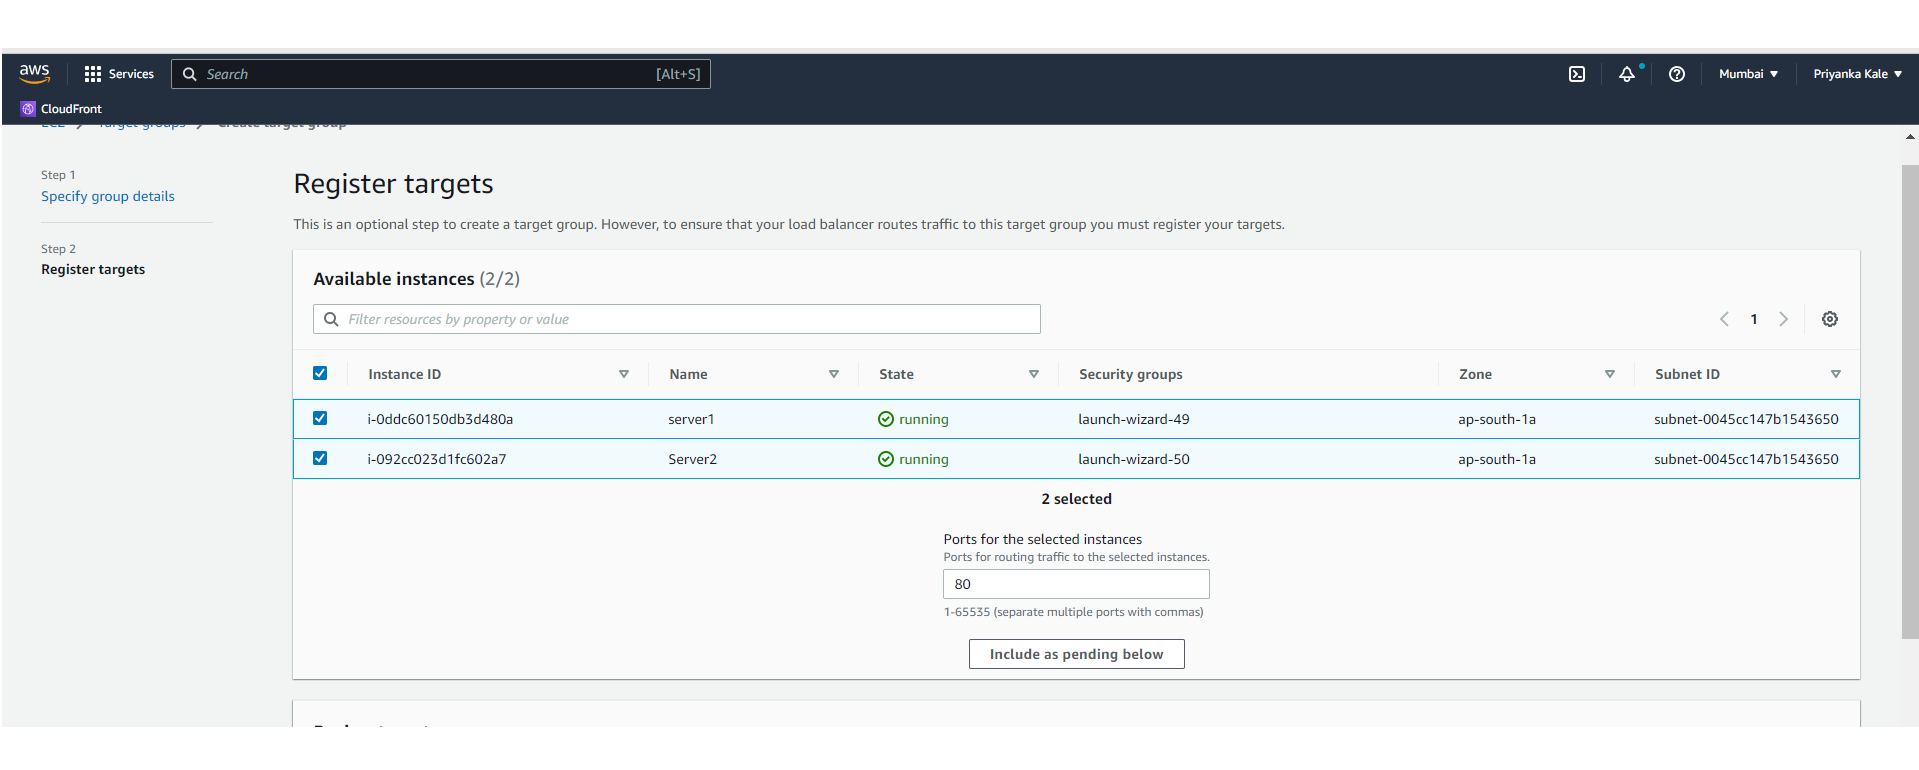 aws
Services
Search
[Alt+S]
Mumbai
Priyanka Kale
CloudFront
EC2 Target groups Create target group
Step 1
Specify group details
Step 2
Register targets
Register targets
This is an optional step to create a target group. However, to ensure that your load balancer routes traffic to this target group you must register your targets.
Available instances (2/2)
Filter resources by property or value
1
Instance ID Name State Security groups Zone Subnet ID
i-0ddc60150db3d480a server1 running launch-wizard-49 ap-south-1a subnet-0045cc147b1543650
i-092cc023d1fc602a7 Server2 running launch-wizard-50 ap-south-1a subnet-0045cc147b1543650
2 selected
Ports for the selected instances
Ports for routing traffic to the selected instances.
80
1-65535 (separate multiple ports with commas)
Include as pending below